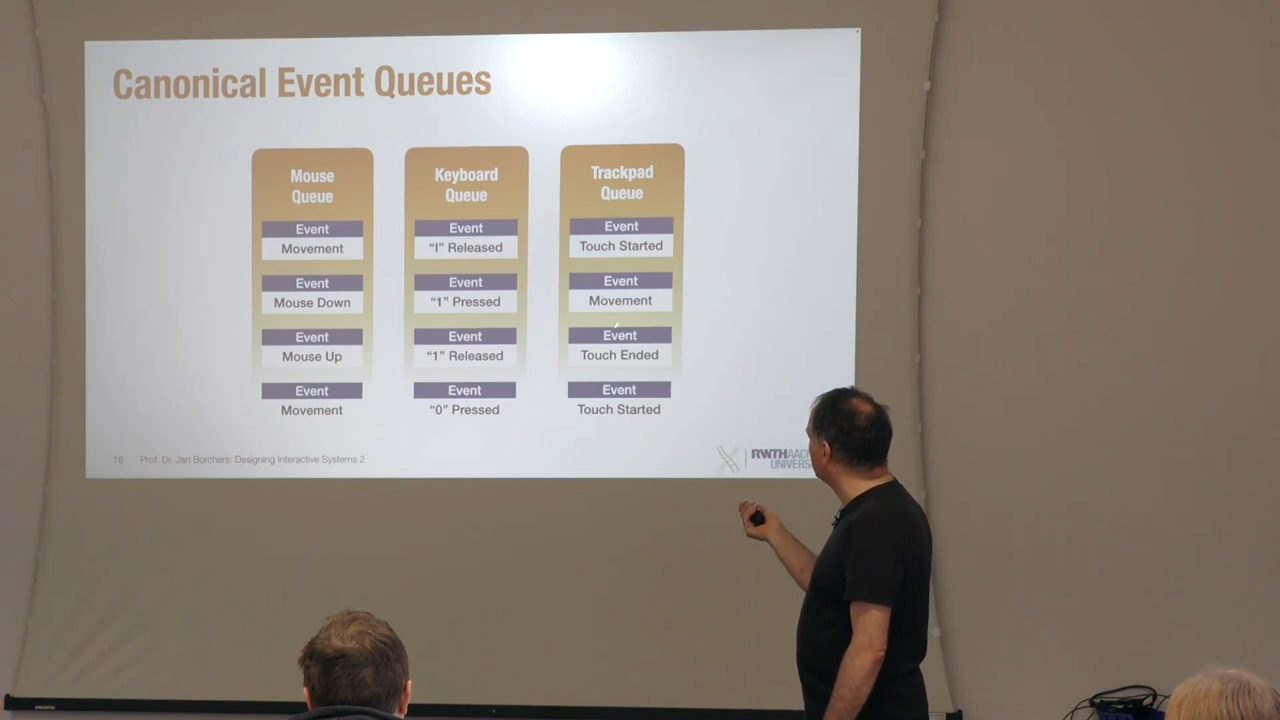 Canonical Event Queues
Mouse
Queue
Event
Movement
Event
Mouse Down
Event
Mouse Up
Event
Movement
Keyboard
Queue
Event
“I” Released
Event
“1” Pressed
Event
“1” Released
Event
“0” Pressed
Trackpad
Queue
Event
Touch Started
Event
Movement
Event
Touch Ended
Event
Touch Started
18 Prof. Dr. Jan Borchers: Designing Interactive Systems 2
RWTH